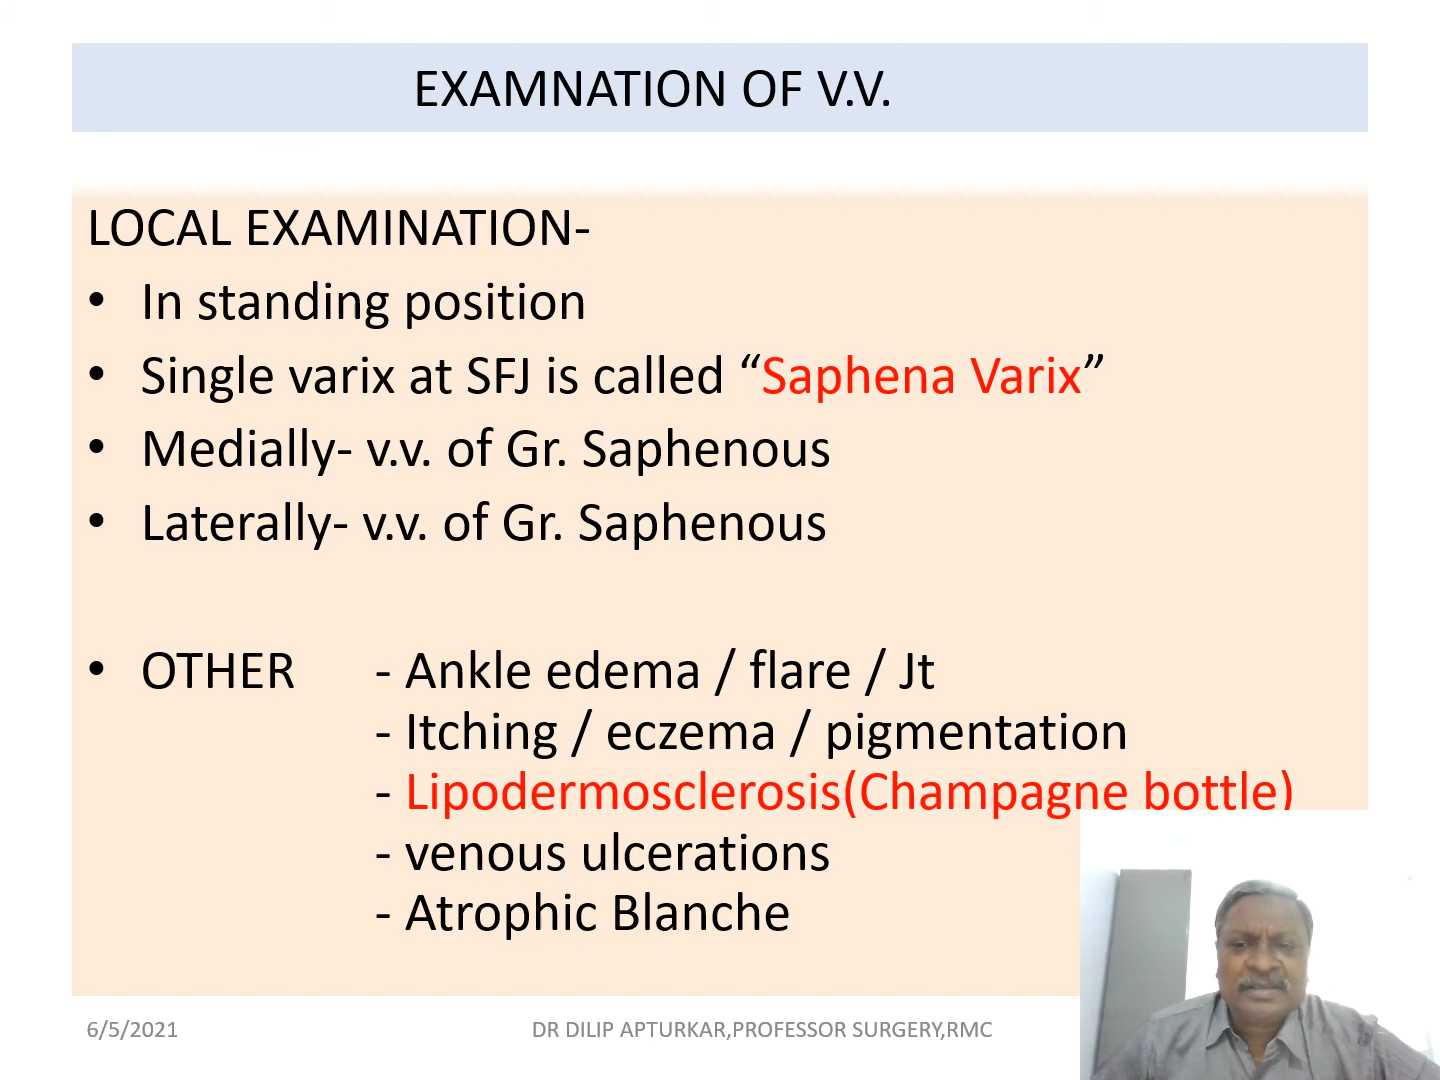 EXAMNATION OF V.V.
LOCAL EXAMINATION-
• In standing position
• Single varix at SFJ is called “Saphena Varix”
• Medially- v.v. of Gr. Saphenous
• Laterally- v.v. of Gr. Saphenous
• OTHER - Ankle edema / flare / Jt
- Itching / eczema / pigmentation
- Lipodermosclerosis(Champagne bottle)
- venous ulcerations
- Atrophic Blanche
6/5/2021 DR DILIP APTURKAR,PROFESSOR SURGERY,RMC